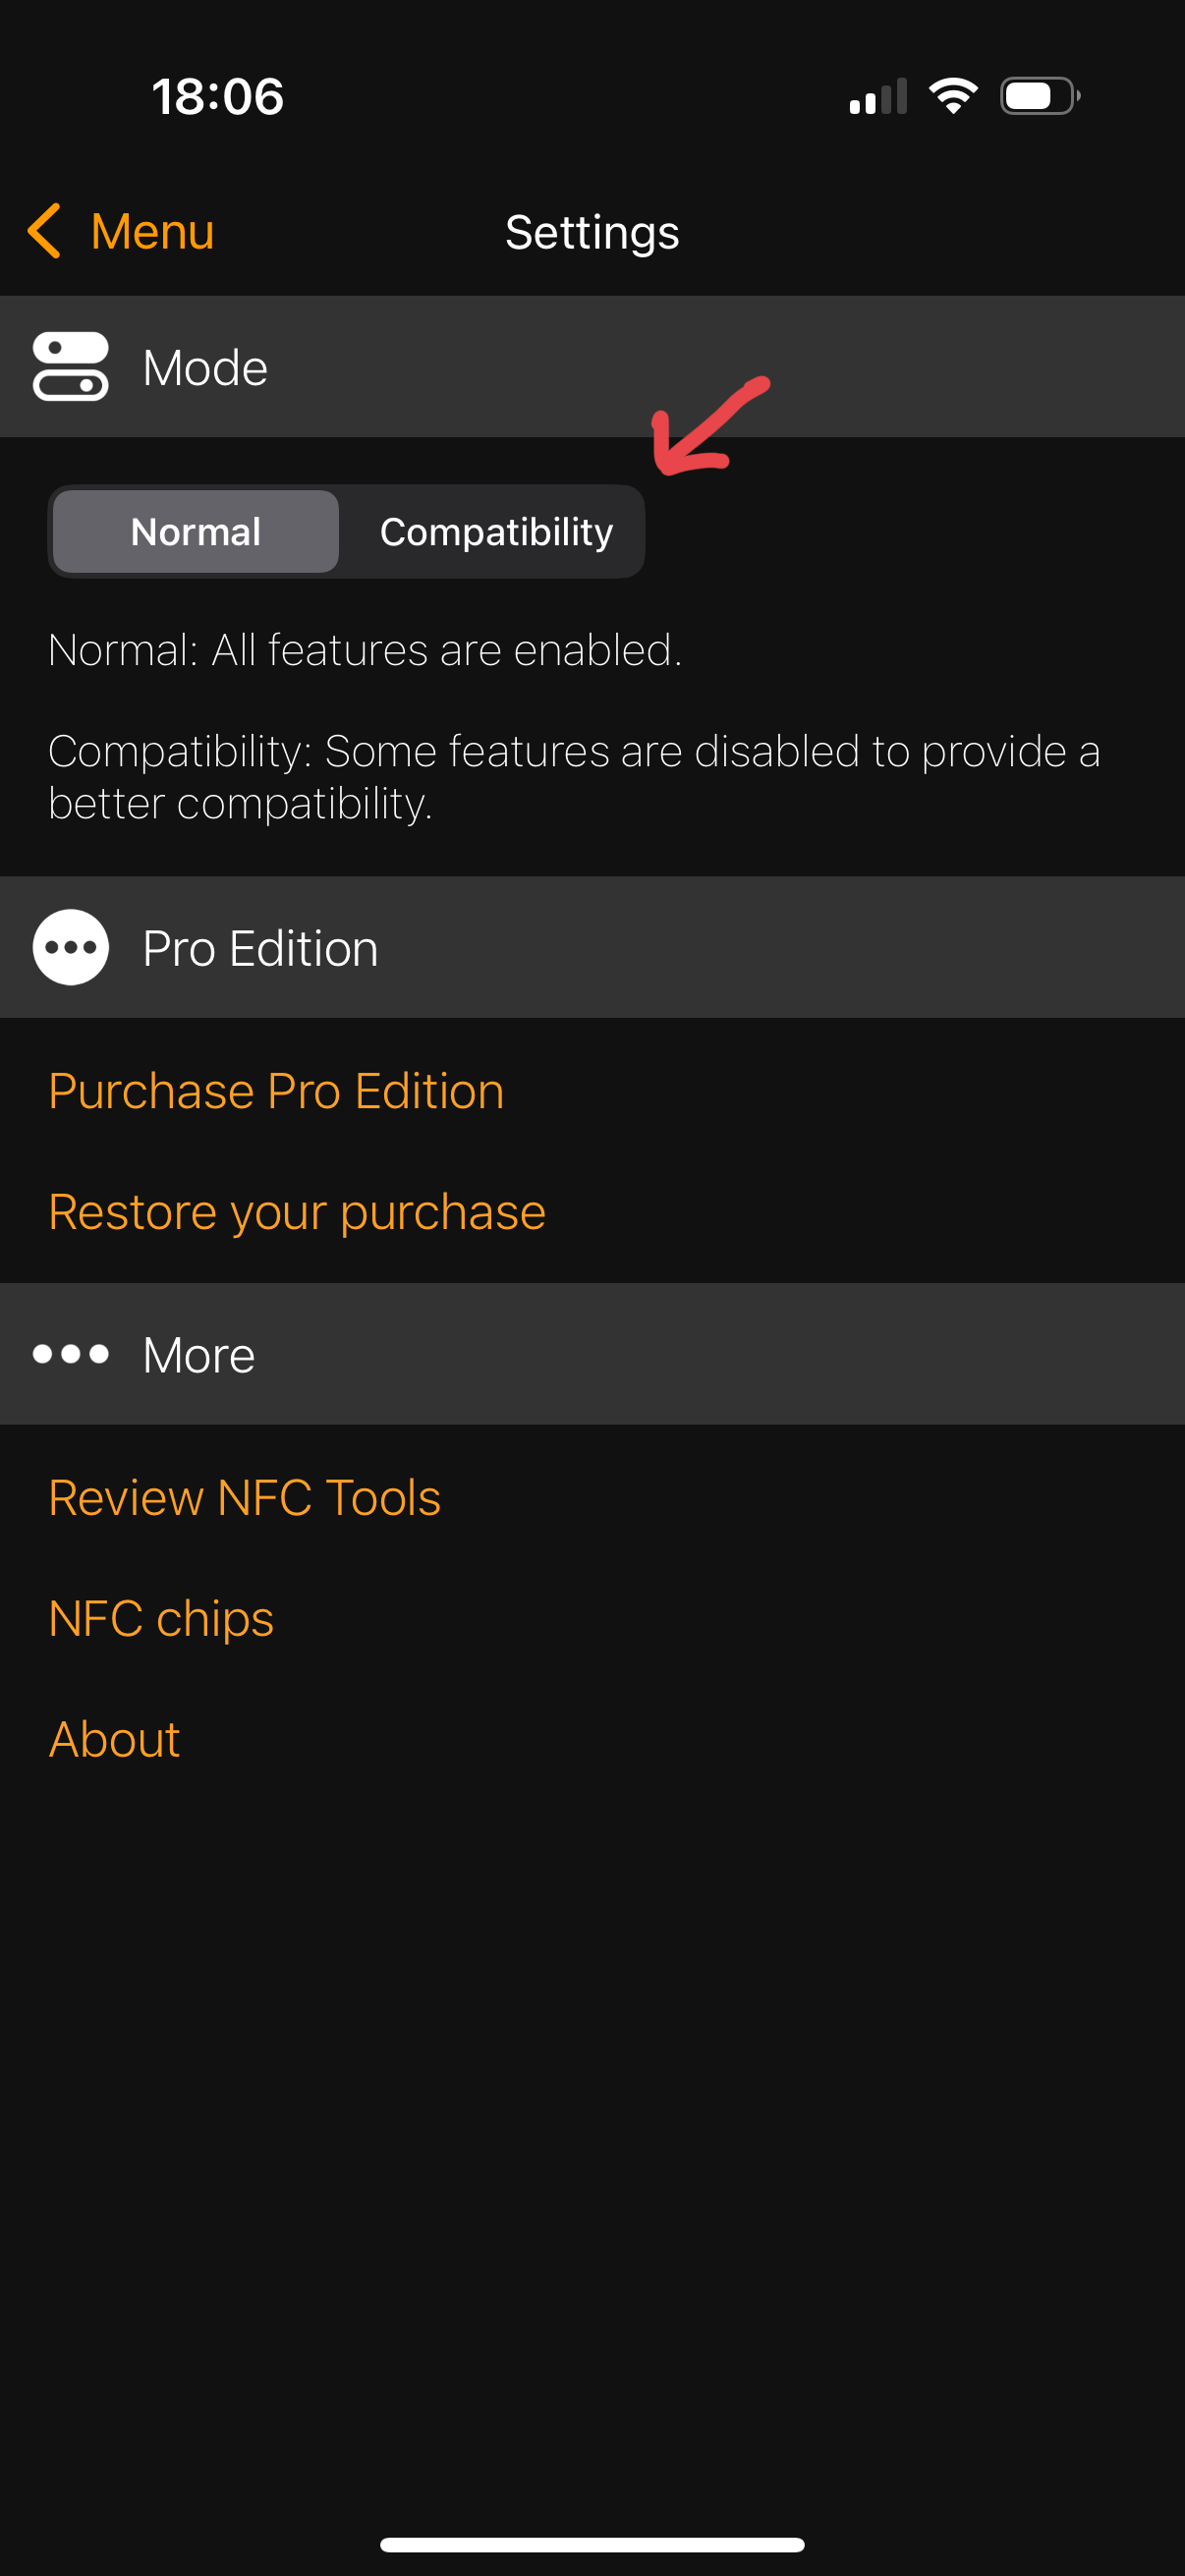 18:06
Menu
Settings
Mode
Normal
Compatibility
Normal: All features are enabled.
Compatibility: Some features are disabled to provide a
better compatibility.
Pro Edition
Purchase Pro Edition
Restore your purchase
More
Review NFC Tools
NFC chips
About